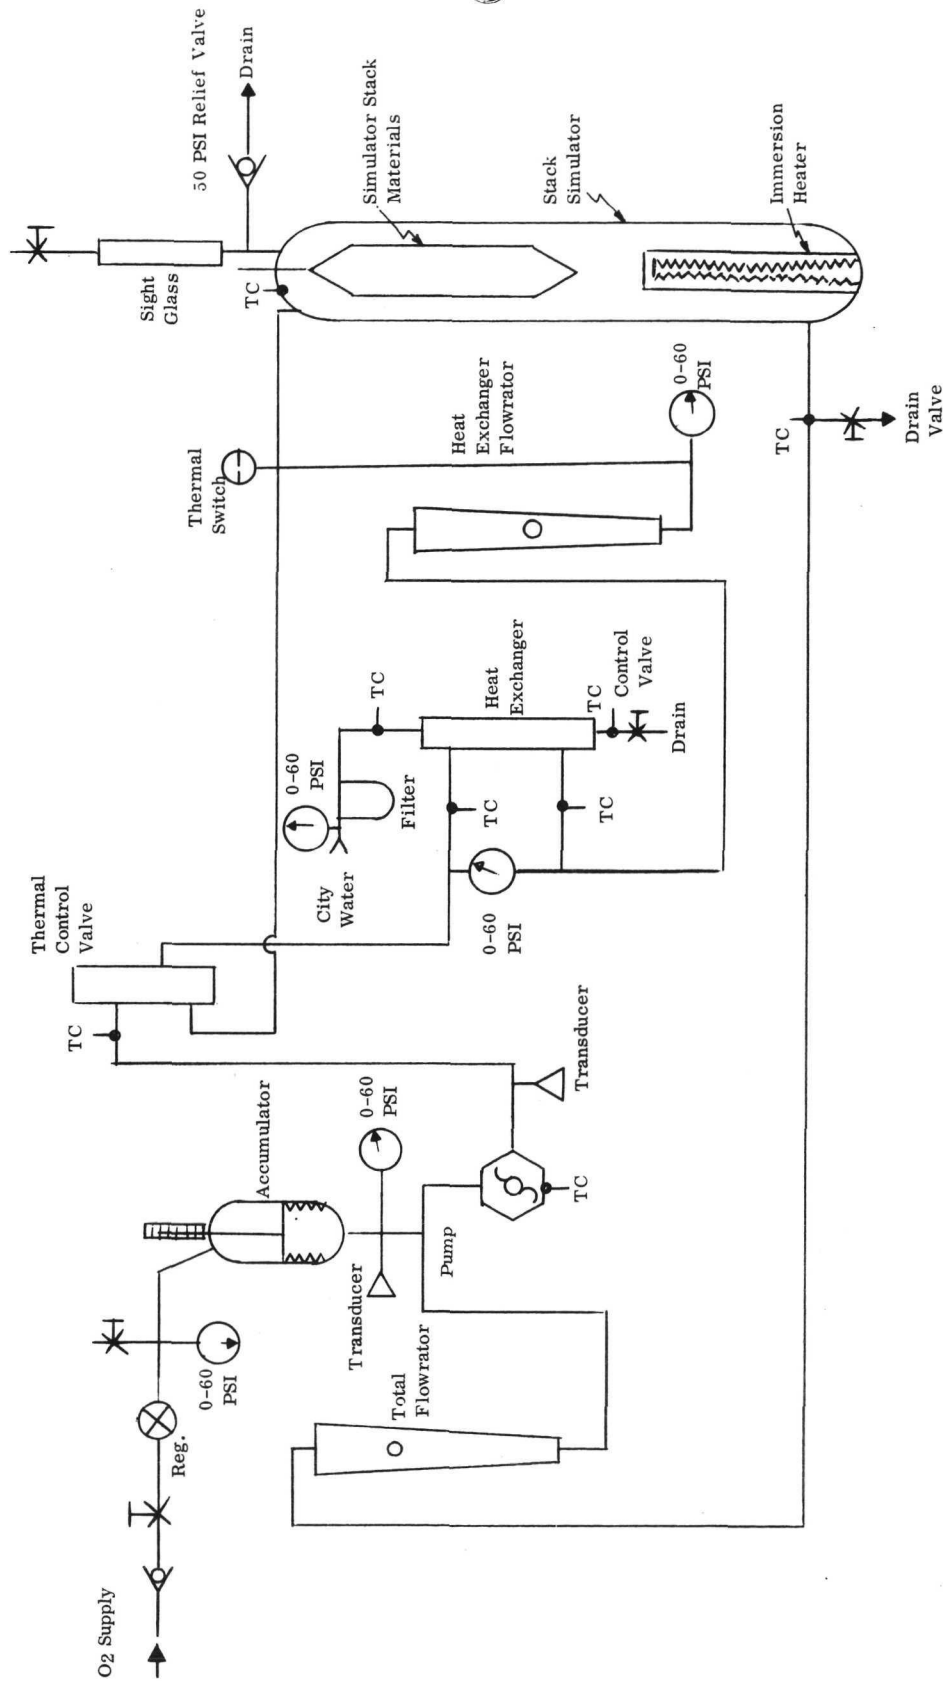 O2 Supply
Reg.
0-60
PSI
Accumulator
Transducer
0-60
PSI
Total
Flowrator
Pump
TC
Transducer
TC
Thermal
Control
Valve
City
Water
0-60
PSI
Filter
TC
Heat
Exchanger
TC
TC
0-60
PSI
TC
Control
Valve
Drain
Thermal
Switch
Heat
Exchanger
Flowrator
0-60
PSI
TC
Drain
Valve
TC
Sight
Glass
50 PSI Relief Valve
Drain
Simulator Stack
Materials
Stack
Simulator
Immersion
Heater